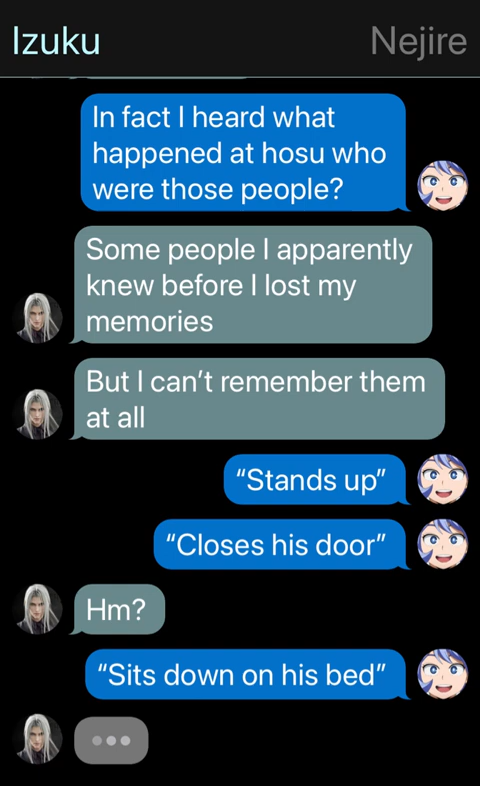 Izuku
Nejire
In fact I heard what
happened at hosu who
were those people?
Some people I apparently
knew before I lost my
memories
But I can’t remember them
at all
“Stands up”
“Closes his door”
Hm?
“Sits down on his bed”